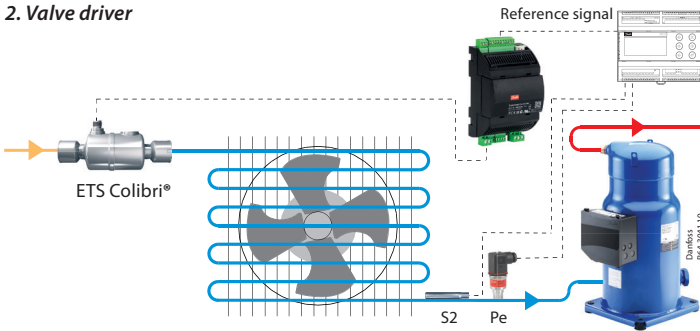 2. Valve driver
Reference signal
ETS Colibri®
S2
Pe
Danfoss